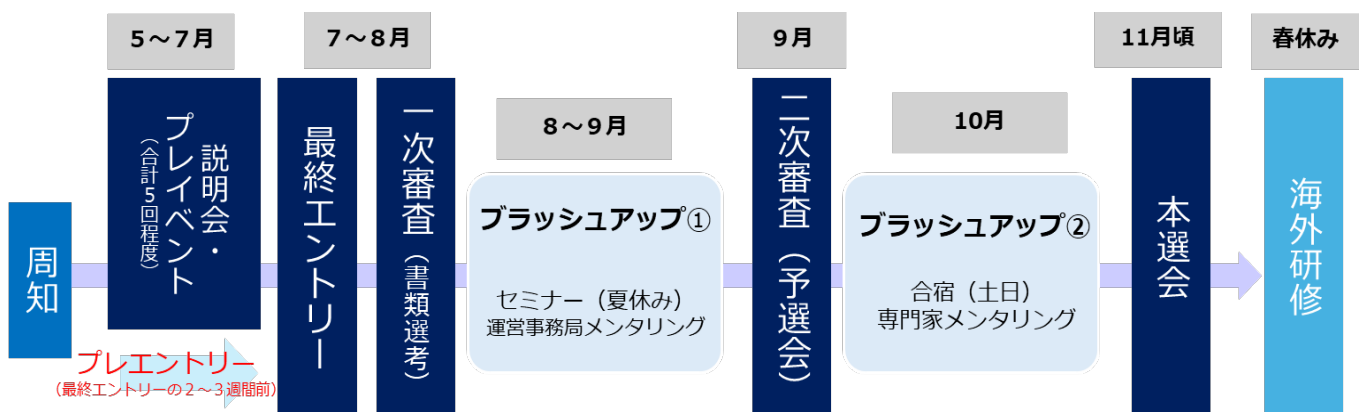 周知
5～7月
説明会・
プレイベント
（合計5回程度）
プレエントリー
（最終エントリーの２～３週間前）
7～8月
最終エントリー
一次審査（書類選考）
8～9月
ブラッシュアップ①
セミナー（夏休み）
運営事務局メンタリング
9月
二次審査（予選会）
10月
ブラッシュアップ②
合宿（土日）
専門家メンタリング
11月頃
本選会
春休み
海外研修